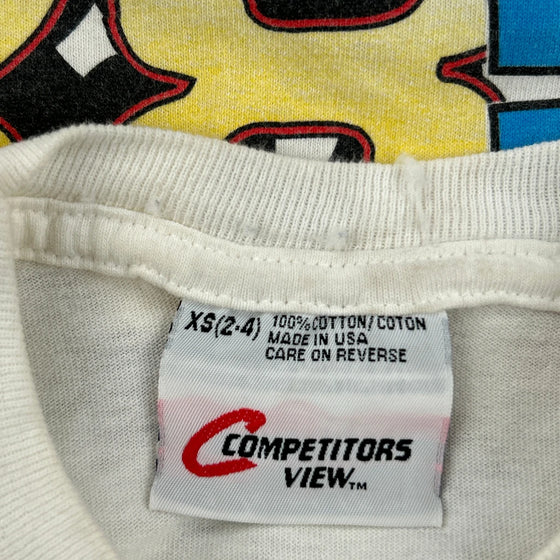 XS(2-4) 100% COTTON/COTON
MADE IN USA
CARE ON REVERSE
COMPETITORS
VIEW™